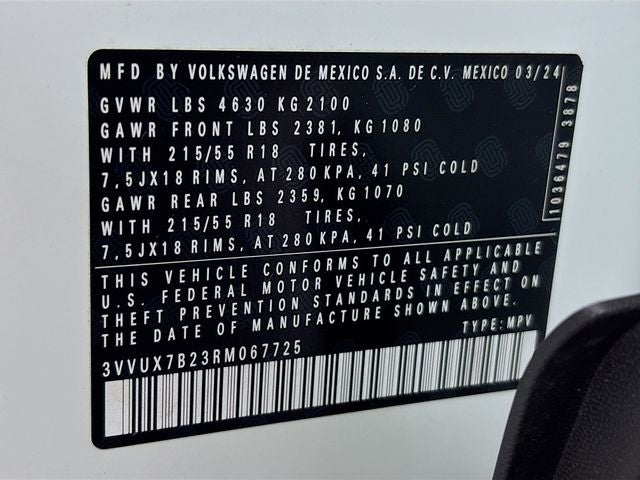 MFD BY VOLKSWAGEN DE MEXICO S.A. DE C.V. MEXICO 03/24
GVWR LBS 4630 KG 2100
GAWR FRONT LBS 2381, KG 1080
WITH 215/55 R18 TIRES,
7,5JX18 RIMS, AT 280 KPA, 41 PSI COLD
GAWR REAR LBS 2359, KG 1070
WITH 215/55 R18 TIRES,
7,5JX18 RIMS, AT 280 KPA, 41 PSI COLD
1036479 3878
THIS VEHICLE CONFORMS TO ALL APPLICABLE
U.S. FEDERAL MOTOR VEHICLE SAFETY AND
THEFT PREVENTION STANDARDS IN EFFECT ON
THE DATE OF MANUFACTURE SHOWN ABOVE.
TYPE: MPV
3VVUX7B23RM067725